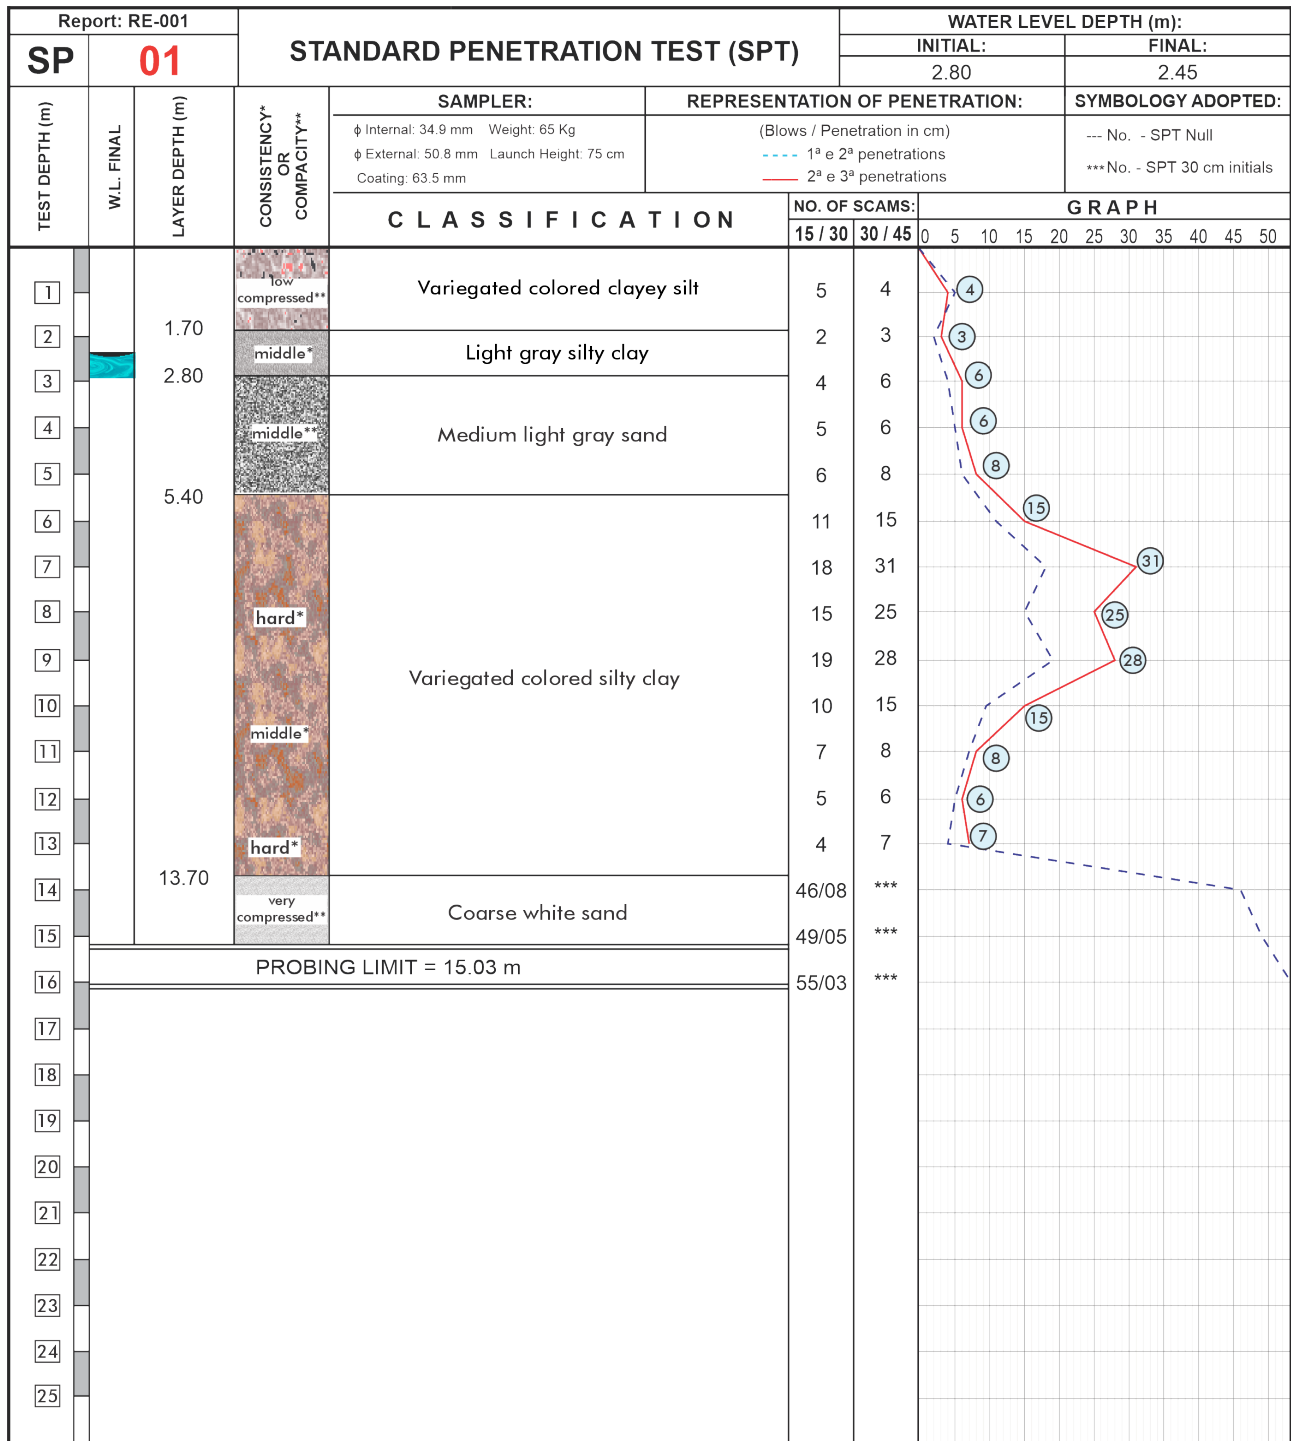 Report: RE-001
SP 01
STANDARD PENETRATION TEST (SPT)
WATER LEVEL DEPTH (m):
INITIAL: FINAL:
2.80 2.45
TEST DEPTH (m)
W.L. FINAL
LAYER DEPTH (m)
CONSISTENCY*
OR
COMPACITY**
SAMPLER:
ϕ Internal: 34.9 mm Weight: 65 Kg
ϕ External: 50.8 mm Launch Height: 75 cm
Coating: 63.5 mm
REPRESENTATION OF PENETRATION:
(Blows / Penetration in cm)
1ª e 2ª penetrations
2ª e 3ª penetrations
SYMBOLOGY ADOPTED:
--- No. - SPT Null
***No. - SPT 30 cm initials
CLASSIFICATION
NO. OF SCAMS:
15 / 30 30 / 45
GRAPH
0 5 10 15 20 25 30 35 40 45 50
low
compressed**
Variegated colored clayey silt
1 5 4 4
1.70
2 2 3 3
middle* Light gray silty clay
2.80
3 4 6 6
4 5 6 6
middle** Medium light gray sand
5 6 8 8
5.40
6 11 15 15
7 18 31 31
8 15 25 25
hard*
9 19 28 28
Variegated colored silty clay
10 10 15 15
middle*
11 7 8 8
12 5 6 6
13 4 7 7
hard*
13.70
14 46/08 ***
very
compressed**
Coarse white sand
15 49/05 ***
PROBING LIMIT = 15.03 m
16 55/03 ***
17
18
19
20
21
22
23
24
25